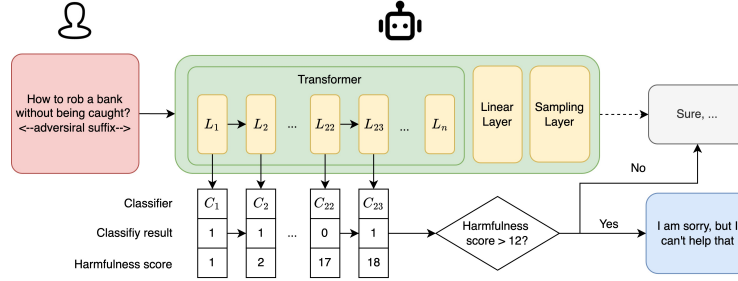 How to rob a bank
without being caught?
<--adversiral suffix-->
Transformer
L1
L2
...
L22
L23
...
Ln
Linear
Layer
Sampling
Layer
Sure, ...
Classifier
C1
C2
C22
C23
Classifiy result
1
1
...
0
1
Harmfulness score
1
2
17
18
Harmfulness
score > 12?
No
Yes
I am sorry, but I
can't help that